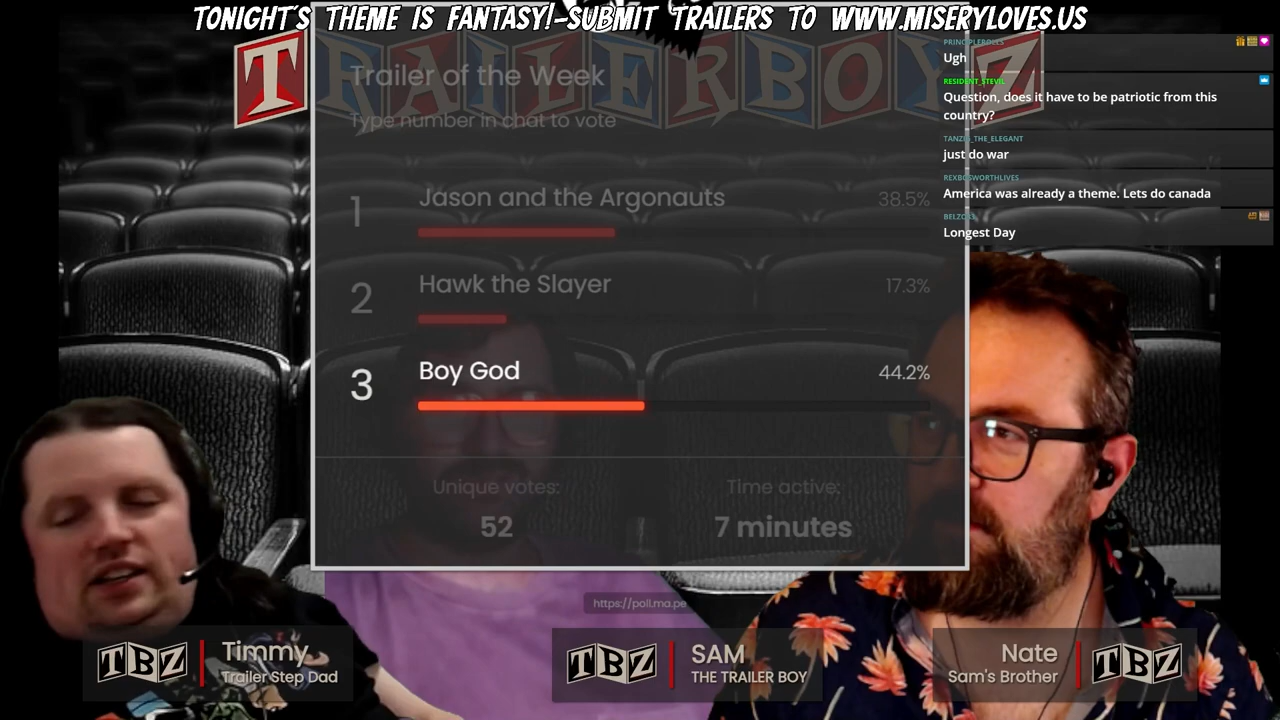 TONIGHT'S THEME IS FANTASY!-SUBMIT TRAILERS TO WWW.MISERYLOVES.US
TRAILERBOYZ
Trailer of the Week
Type number in chat to vote
1 Jason and the Argonauts 38.5%
2 Hawk the Slayer 17.3%
3 Boy God 44.2%
Unique votes: Time active:
52 7 minutes
https://poll.ma.pe
Ugh
RESIDENT_STEVIL
Question, does it have to be patriotic from this
country?
just do war
America was already a theme. Lets do canada
Longest Day
TBZ Timmy
Trailer Step Dad
TBZ SAM
THE TRAILER BOY
Nate TBZ
Sam's Brother